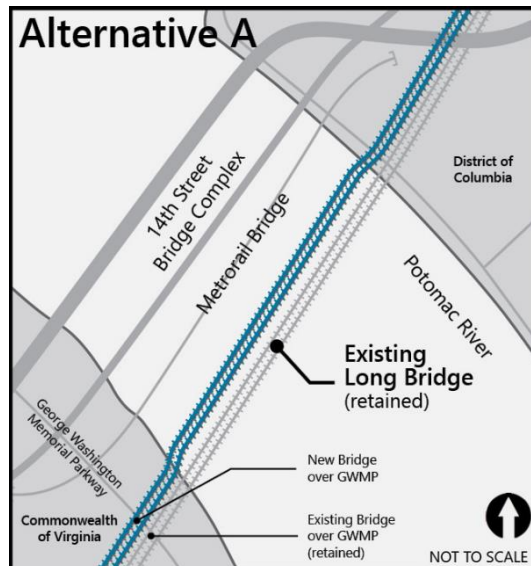 Alternative A
14th Street
Bridge Complex
Metrorail Bridge
District of
Columbia
Potomac River
Existing
Long Bridge
(retained)
George Washington
Memorial Parkway
New Bridge
over GWMP
Commonwealth
of Virginia
Existing Bridge
over GWMP
(retained)
NOT TO SCALE